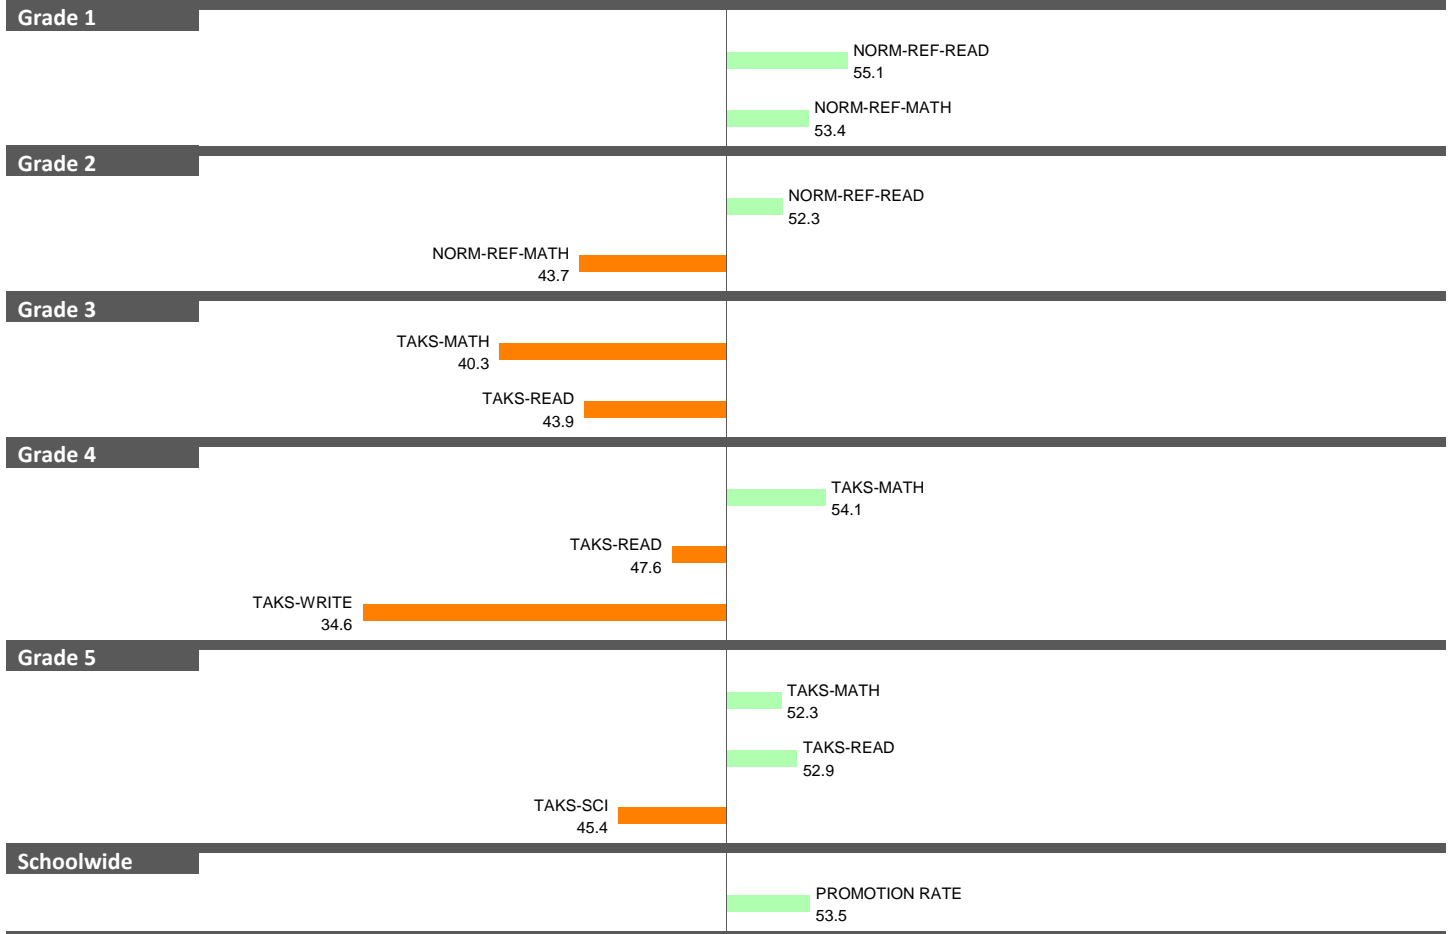 Grade 1
NORM-REF-READ
55.1
NORM-REF-MATH
53.4
Grade 2
NORM-REF-READ
52.3
NORM-REF-MATH
43.7
Grade 3
TAKS-MATH
40.3
TAKS-READ
43.9
Grade 4
TAKS-MATH
54.1
TAKS-READ
47.6
TAKS-WRITE
34.6
Grade 5
TAKS-MATH
52.3
TAKS-READ
52.9
TAKS-SCI
45.4
Schoolwide
PROMOTION RATE
53.5